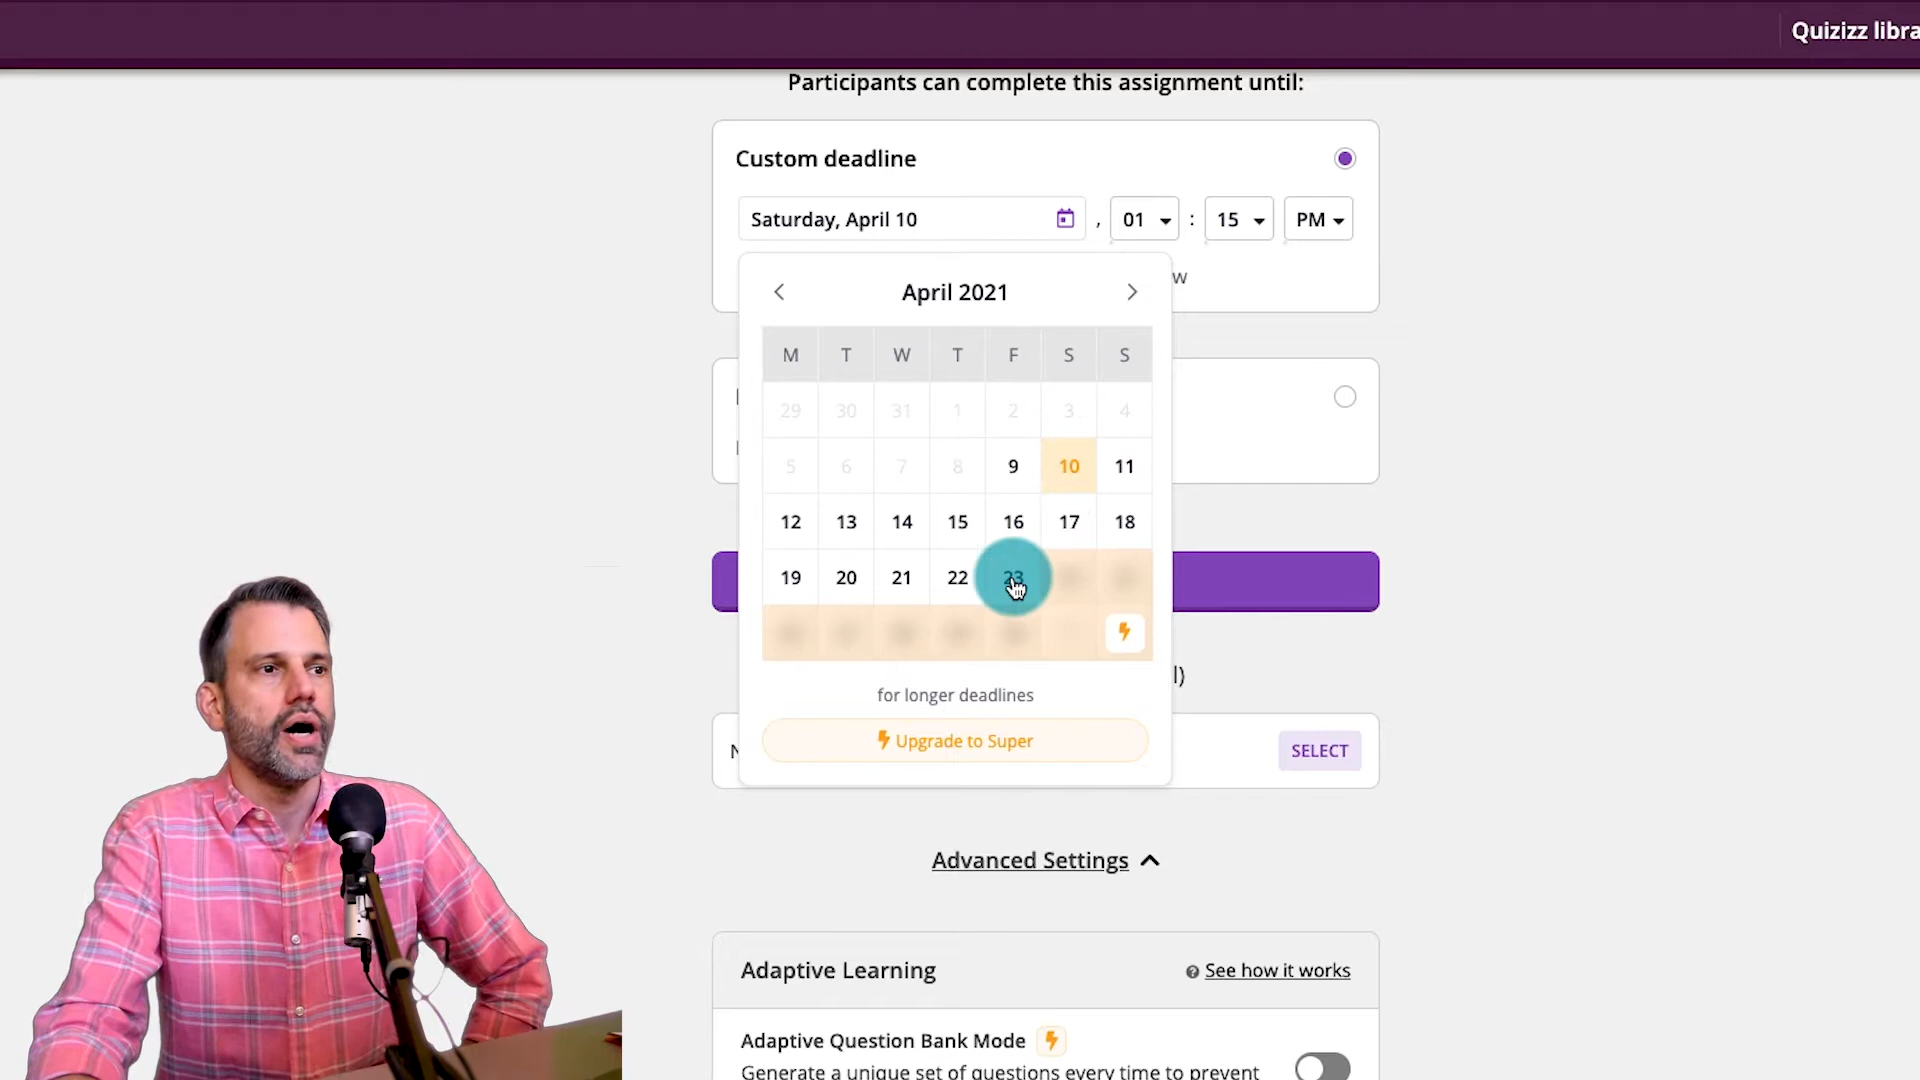 Quizizz libra
Participants can complete this assignment until:
Custom deadline
Saturday, April 10 , 01 : 15 PM
w
April 2021
M T W T F S S
29 30 31 1 2 3 4
5 6 7 8 9 10 11
12 13 14 15 16 17 18
19 20 21 22 23
l)
for longer deadlines
Upgrade to Super
N
SELECT
Advanced Settings
Adaptive Learning
? See how it works
Adaptive Question Bank Mode
Generate a unique set of questions every time to prevent